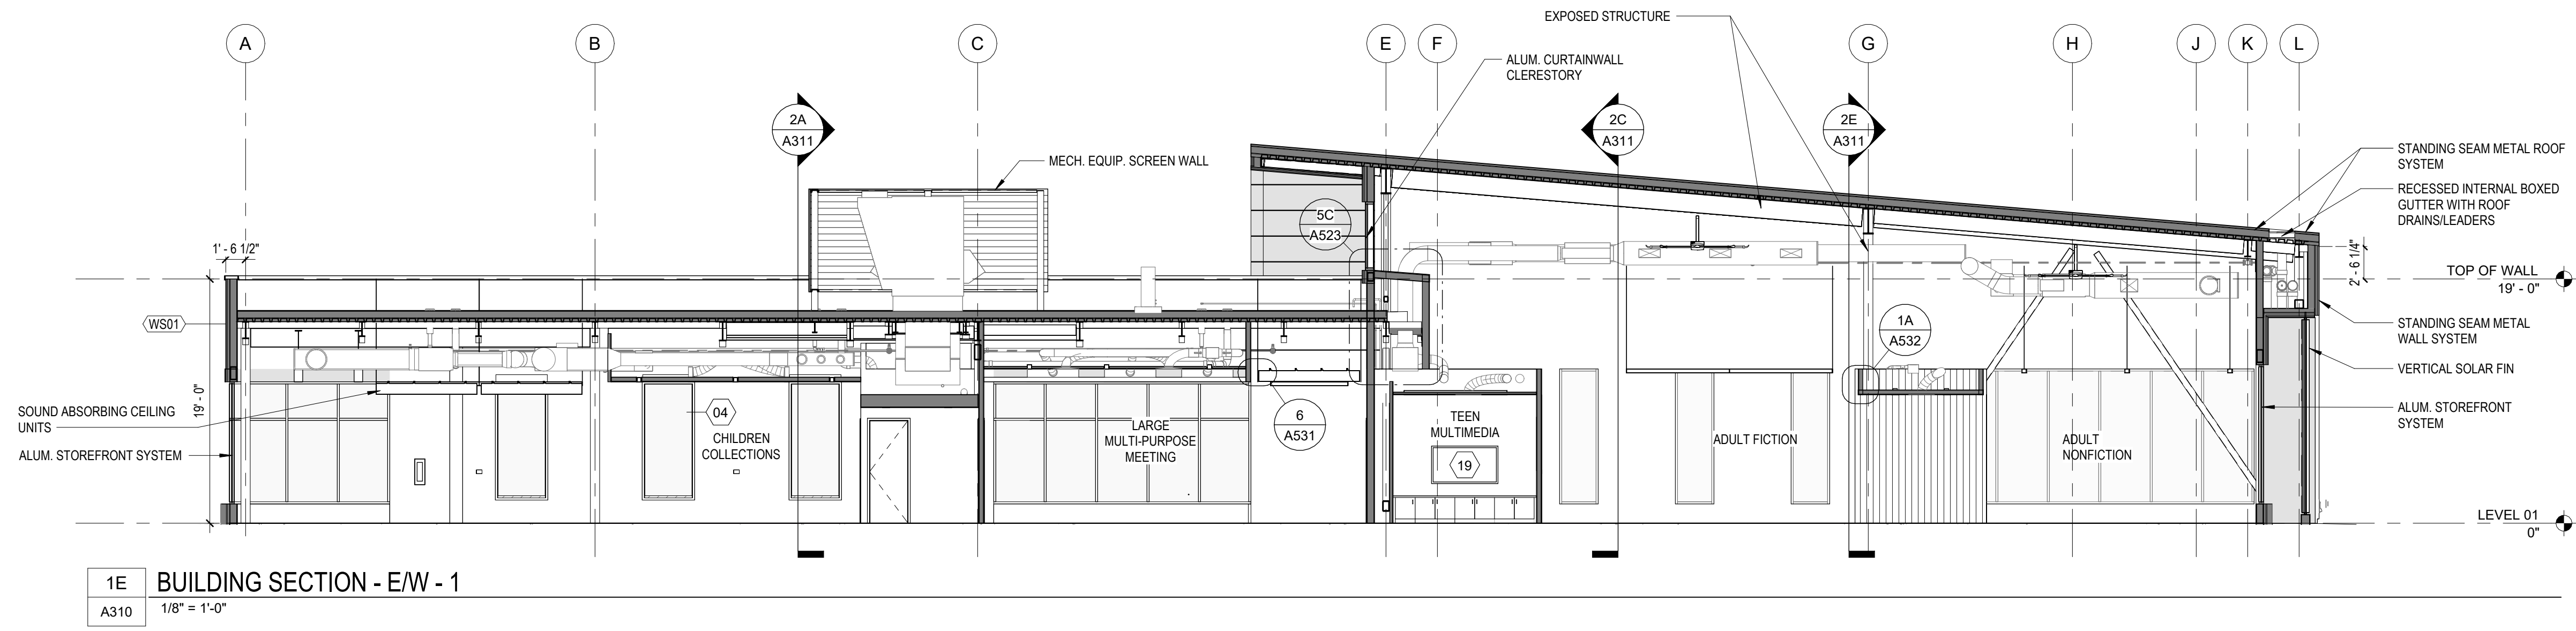 EXPOSED STRUCTURE
A
B
C
E
F
G
H
J
K
L
ALUM. CURTAINWALL
CLERESTORY
2A
A311
2C
A311
2E
A311
MECH. EQUIP. SCREEN WALL
STANDING SEAM METAL ROOF
SYSTEM
RECESSED INTERNAL BOXED
GUTTER WITH ROOF
DRAINS/LEADERS
5C
A523
1' - 6 1/2"
2' - 6 1/4"
TOP OF WALL
19' - 0"
WS01
1A
A532
STANDING SEAM METAL
WALL SYSTEM
VERTICAL SOLAR FIN
19' - 0"
SOUND ABSORBING CEILING
UNITS
ALUM. STOREFRONT SYSTEM
04
CHILDREN
COLLECTIONS
LARGE
MULTI-PURPOSE
MEETING
6
A531
TEEN
MULTIMEDIA
19
ADULT FICTION
ADULT
NONFICTION
ALUM. STOREFRONT
SYSTEM
LEVEL 01
0"
1E
A310
BUILDING SECTION - E/W - 1
1/8" = 1'-0"